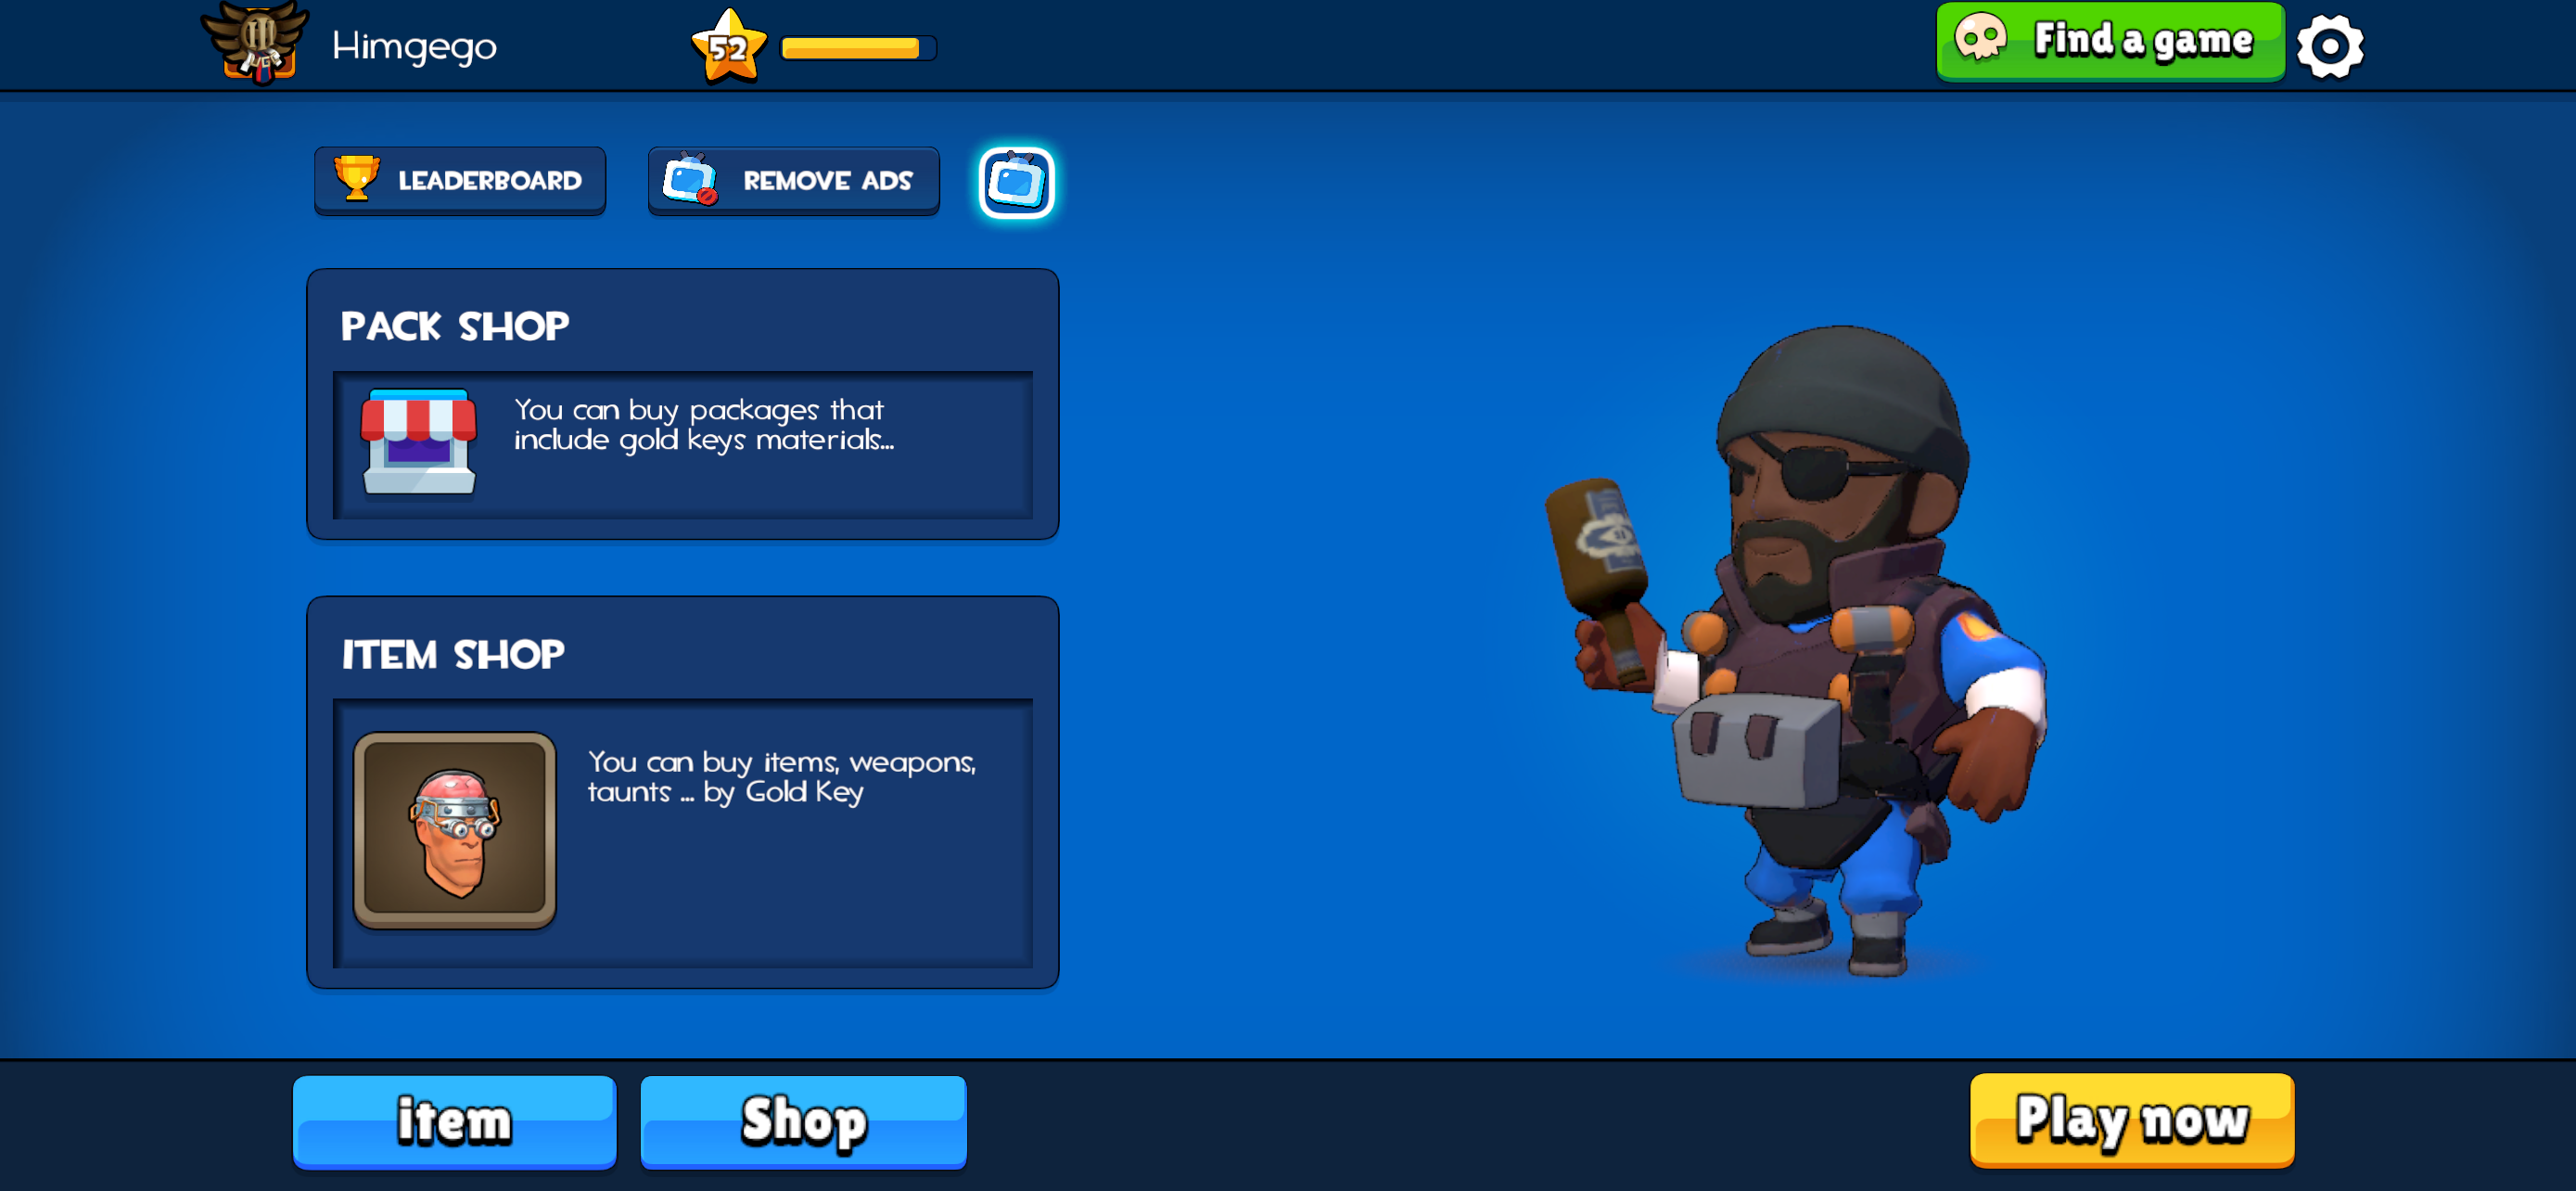 Himgego
52
Find a game
LEADERBOARD
REMOVE ADS
PACK SHOP
You can buy packages that
include gold keys materials...
ITEM SHOP
You can buy items, weapons,
taunts ... by Gold Key
item
Shop
Play now